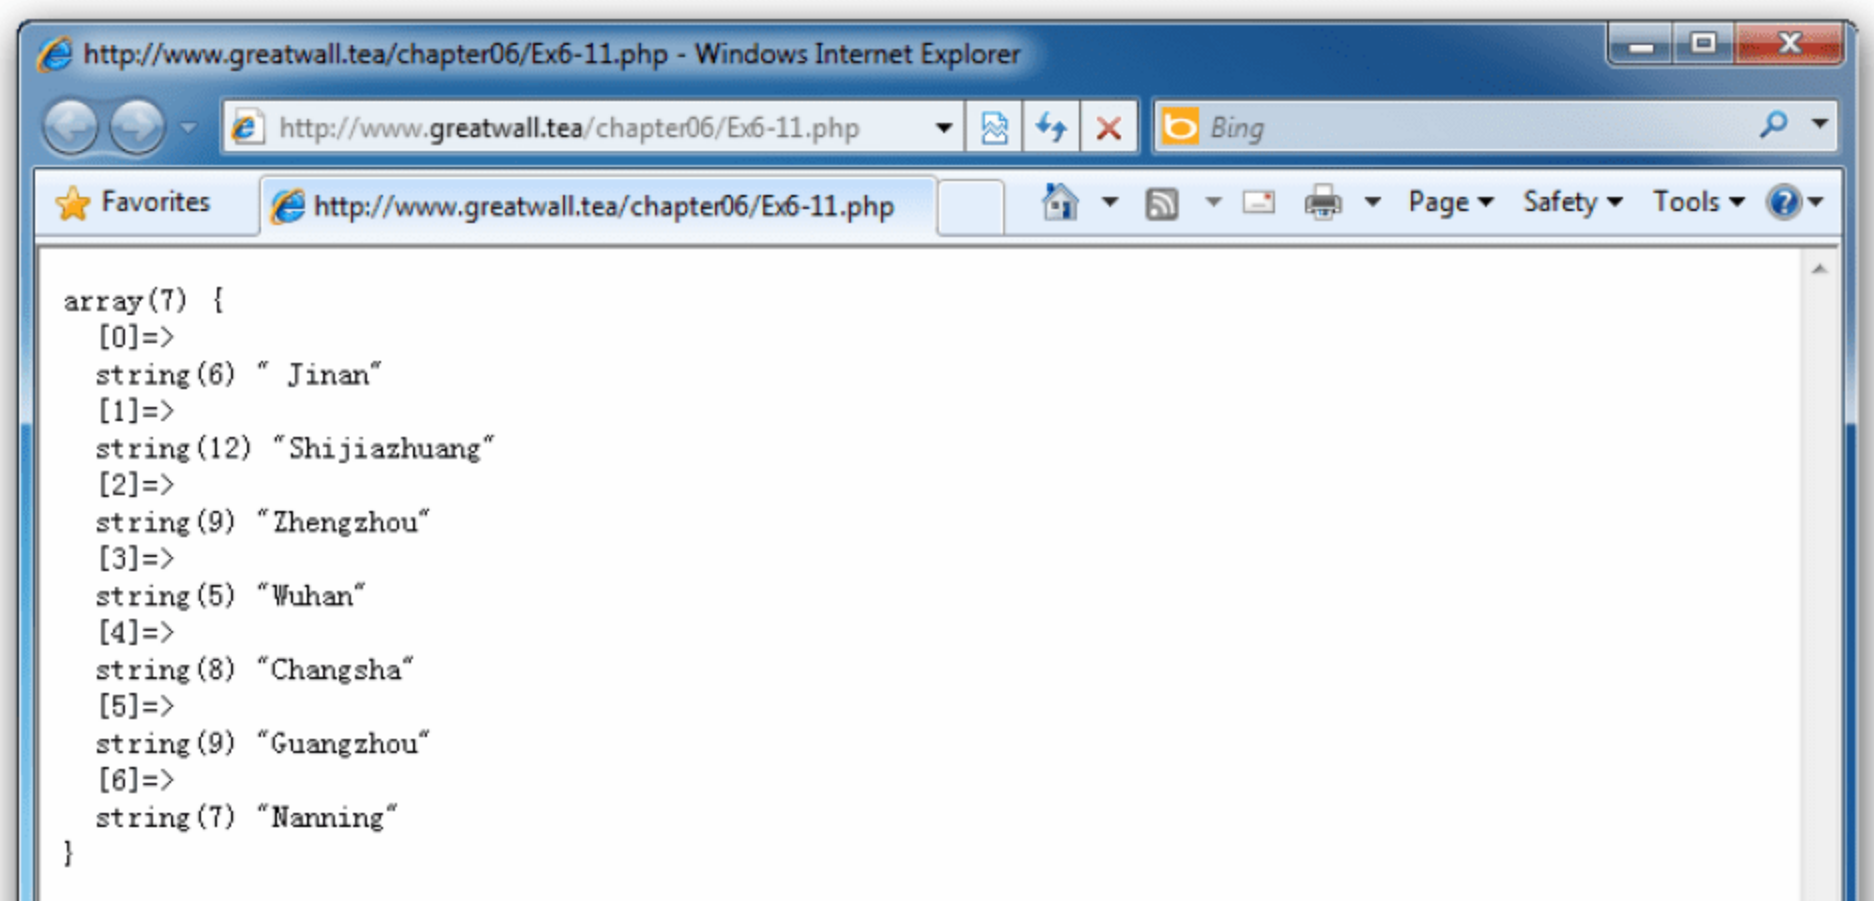 http://www.greatwall.tea/chapter06/Ex6-11.php - Windows Internet Explorer
http://www.greatwall.tea/chapter06/Ex6-11.php
Bing
Favorites
http://www.greatwall.tea/chapter06/Ex6-11.php
Page
Safety
Tools
array(7) {
  [0]=>
  string(6) " Jinan"
  [1]=>
  string(12) "Shijiazhuang"
  [2]=>
  string(9) "Zhengzhou"
  [3]=>
  string(5) "Wuhan"
  [4]=>
  string(8) "Changsha"
  [5]=>
  string(9) "Guangzhou"
  [6]=>
  string(7) "Nanning"
}